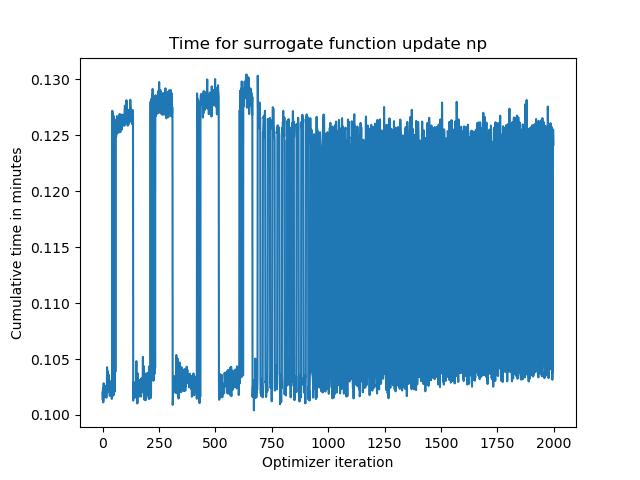 Time for surrogate function update np
Cumulative time in minutes
0.130
0.125
0.120
0.115
0.110
0.105
0.100
0 250 500 750 1000 1250 1500 1750 2000
Optimizer iteration